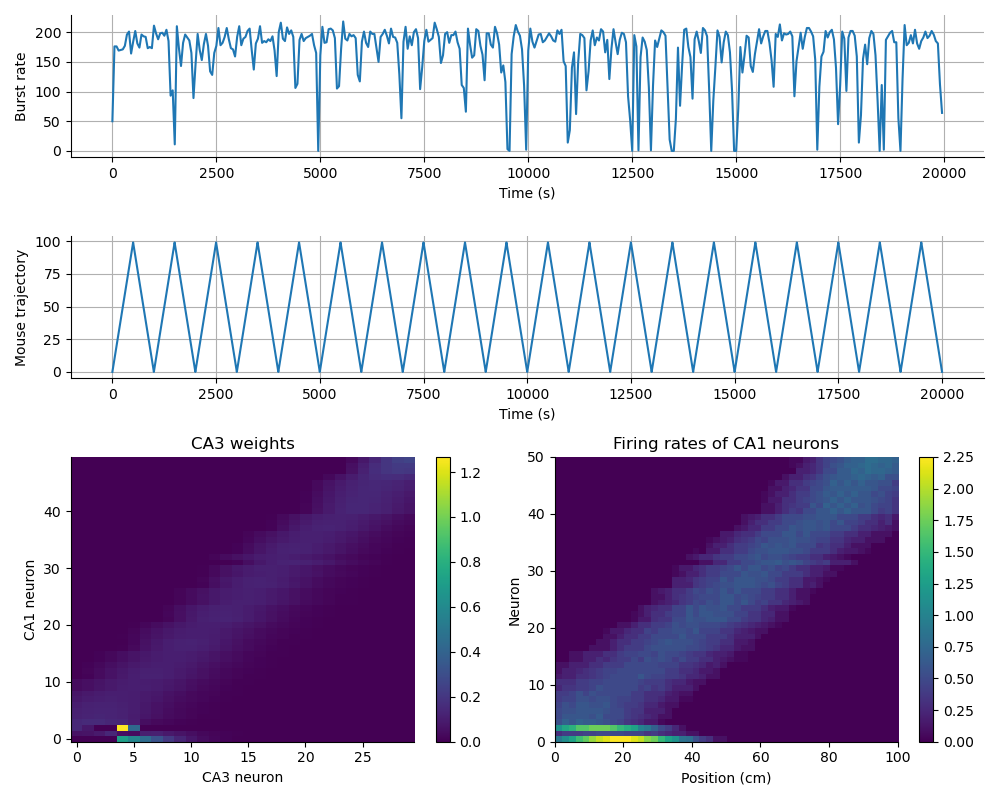 Burst rate
200
150
100
50
0
0 2500 5000 7500 10000 12500 15000 17500 20000
Time (s)
Mouse trajectory
100
75
50
25
0
0 2500 5000 7500 10000 12500 15000 17500 20000
Time (s)
CA3 weights
CA1 neuron
40
30
20
10
0
0 5 10 15 20 25
CA3 neuron
1.2
1.0
0.8
0.6
0.4
0.2
0.0
Firing rates of CA1 neurons
Neuron
50
40
30
20
10
0
0 20 40 60 80 100
Position (cm)
2.25
2.00
1.75
1.50
1.25
1.00
0.75
0.50
0.25
0.00